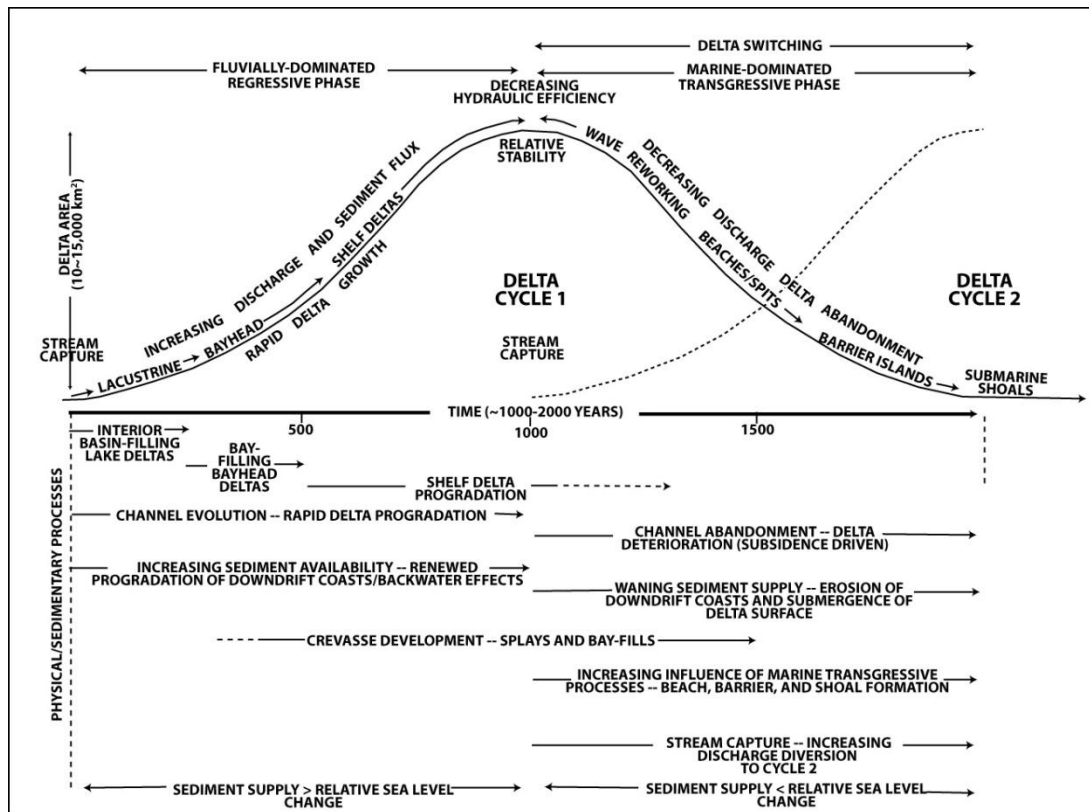 DELTA SWITCHING
FLUVIALLY-DOMINATED
REGRESSIVE PHASE
MARINE-DOMINATED
TRANSGRESSIVE PHASE
DECREASING
HYDRAULIC EFFICIENCY
RELATIVE
STABILITY
DELTA AREA
(10~15,000 km²)
INCREASING DISCHARGE AND SEDIMENT FLUX
LACUSTRINE
BAYHEAD
SHELF DELTAS
RAPID DELTA GROWTH
WAVE REWORKING
BEACHES/SPITS
BARRIER ISLANDS
DECREASING DISCHARGE DELTA ABANDONMENT
SUBMARINE
SHOALS
STREAM
CAPTURE
DELTA
CYCLE 1
STREAM
CAPTURE
DELTA
CYCLE 2
TIME (~1000-2000 YEARS)
500
1000
1500
PHYSICAL/SEDIMENTARY PROCESSES
INTERIOR
BASIN-FILLING
LAKE DELTAS
BAY-
FILLING
BAYHEAD
DELTAS
SHELF DELTA
PROGRADATION
CHANNEL EVOLUTION -- RAPID DELTA PROGRADATION
CHANNEL ABANDONMENT -- DELTA
DETERIORATION (SUBSIDENCE DRIVEN)
INCREASING SEDIMENT AVAILABILITY -- RENEWED
PROGRADATION OF DOWNDRIFT COASTS/BACKWATER EFFECTS
WANING SEDIMENT SUPPLY -- EROSION OF
DOWNDRIFT COASTS AND SUBMERGENCE OF
DELTA SURFACE
CREVASSE DEVELOPMENT -- SPLAYS AND BAY-FILLS
INCREASING INFLUENCE OF MARINE TRANSGRESSIVE
PROCESSES -- BEACH, BARRIER, AND SHOAL FORMATION
STREAM CAPTURE -- INCREASING
DISCHARGE DIVERSION
TO CYCLE 2
SEDIMENT SUPPLY > RELATIVE SEA LEVEL
CHANGE
SEDIMENT SUPPLY < RELATIVE SEA LEVEL
CHANGE